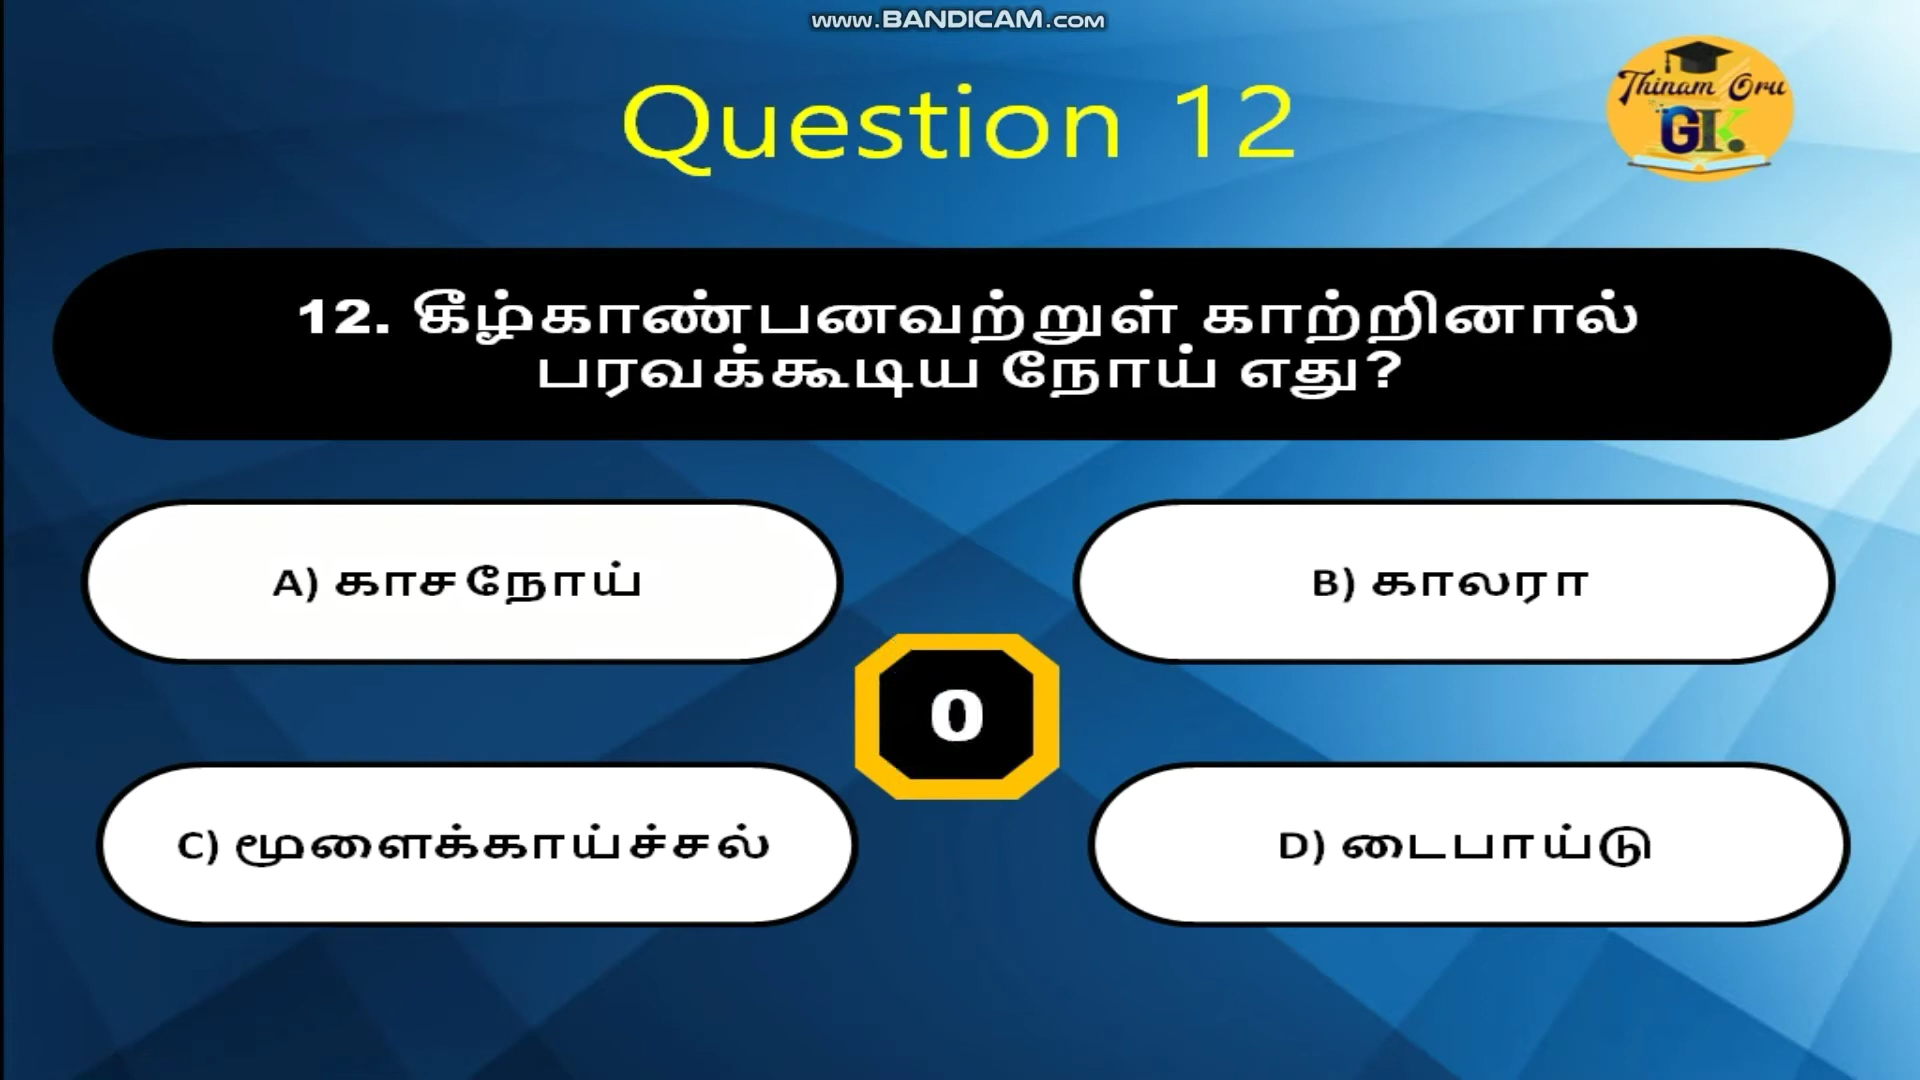 www.BANDICAM.com
Thinam Oru
GK
Question 12
12. கீழ்காண்பனவற்றுள் காற்றினால்
பரவக்கூடிய நோய் எது?
A) காசநோய்
B) காலரா
0
C) மூளைக்காய்ச்சல்
D) டைபாய்டு